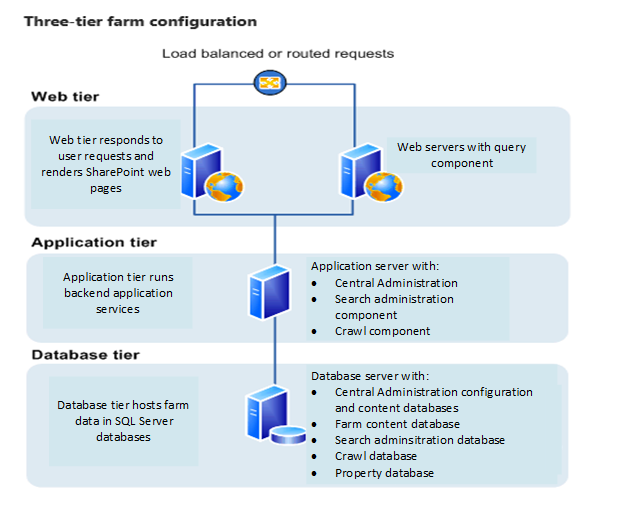 Three-tier farm configuration
Load balanced or routed requests
Web tier
Web tier responds to
user requests and
renders SharePoint web
pages
Web servers with query
component
Application tier
Application tier runs
backend application
services
Application server with:
• Central Administration
• Search administration
component
• Crawl component
Database tier
Database tier hosts farm
data in SQL Server
databases
Database server with:
• Central Administration configuration
and content databases
• Farm content database
• Search adminsitration database
• Crawl database
• Property database